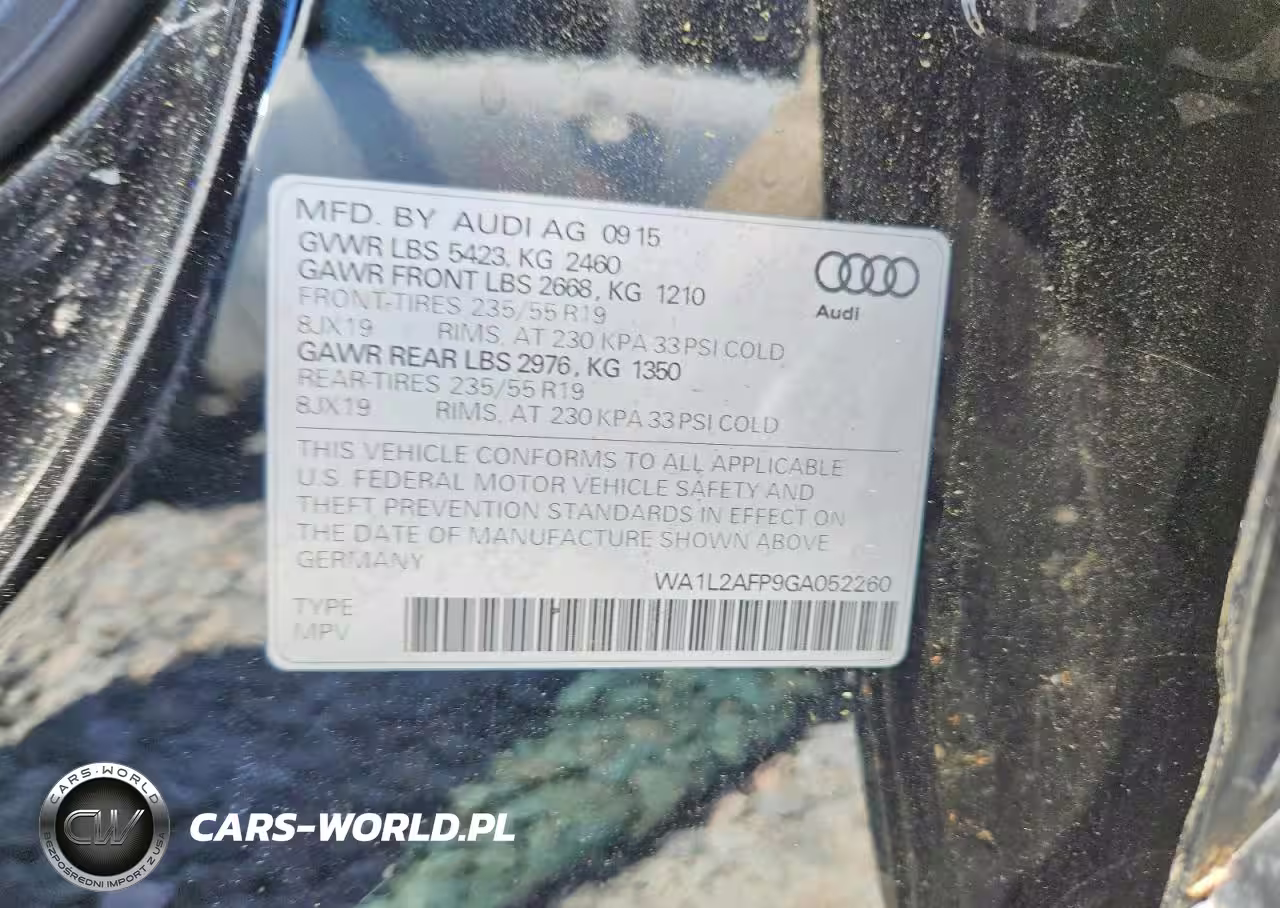 MFD. BY AUDI AG 09 15
GVWR LBS 5423, KG 2460
GAWR FRONT LBS 2668, KG 1210
FRONT-TIRES 235/55 R19
8JX19 RIMS, AT 230 KPA 33 PSI COLD
GAWR REAR LBS 2976, KG 1350
REAR-TIRES 235/55 R19
8JX19 RIMS, AT 230 KPA 33 PSI COLD
Audi
THIS VEHICLE CONFORMS TO ALL APPLICABLE
U.S. FEDERAL MOTOR VEHICLE SAFETY AND
THEFT PREVENTION STANDARDS IN EFFECT ON
THE DATE OF MANUFACTURE SHOWN ABOVE
GERMANY
WA1L2AFP9GA052260
TYPE
MPV
CARS-WORLD
CW
BEZPOŚREDNI IMPORT Z USA
CARS-WORLD.PL